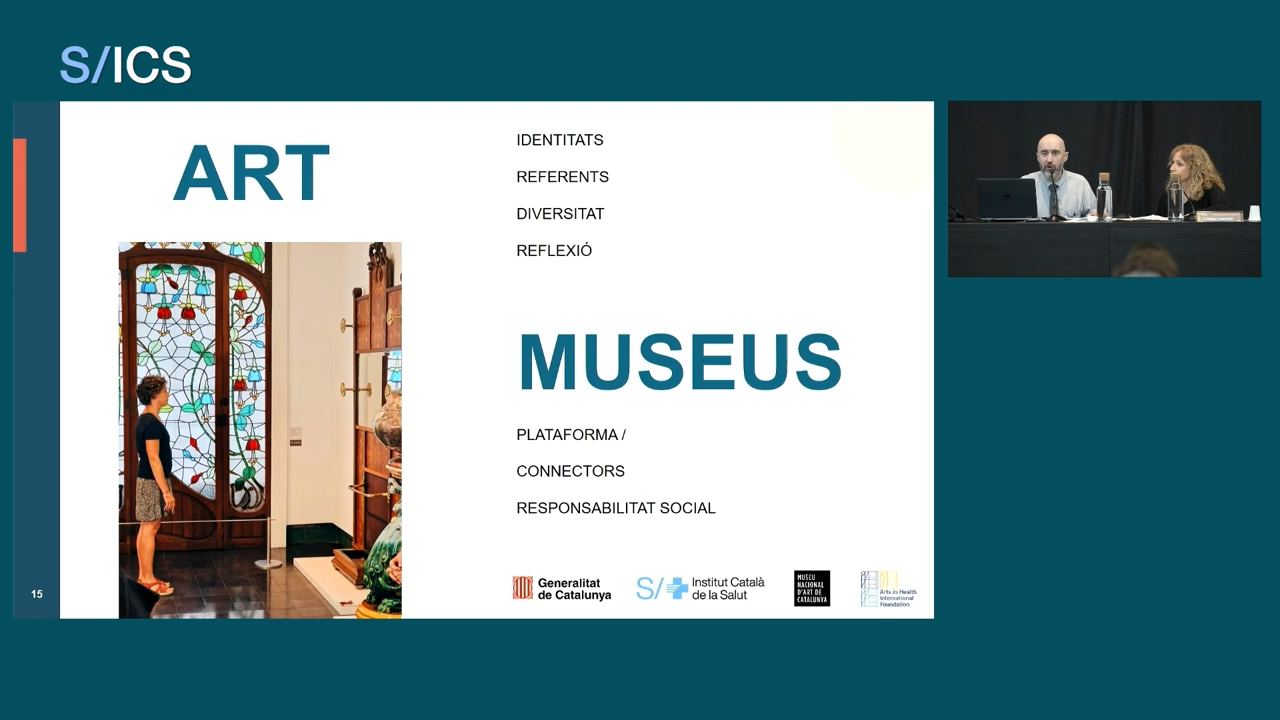 S/ICS
ART
IDENTITATS
REFERENTS
DIVERSITAT
REFLEXIÓ
MUSEUS
PLATAFORMA /
CONNECTORS
RESPONSABILITAT SOCIAL
15
Generalitat
de Catalunya
S/
Institut Català
de la Salut
MUSEU
NACIONAL
D'ART DE
CATALUNYA
Arts in Health
International
Foundation